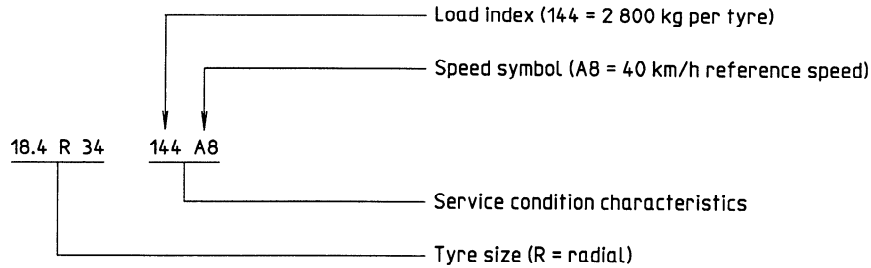 Load index (144 = 2 800 kg per tyre)
Speed symbol (A8 = 40 km/h reference speed)
18.4 R 34 144 A8
Service condition characteristics
Tyre size (R = radial)